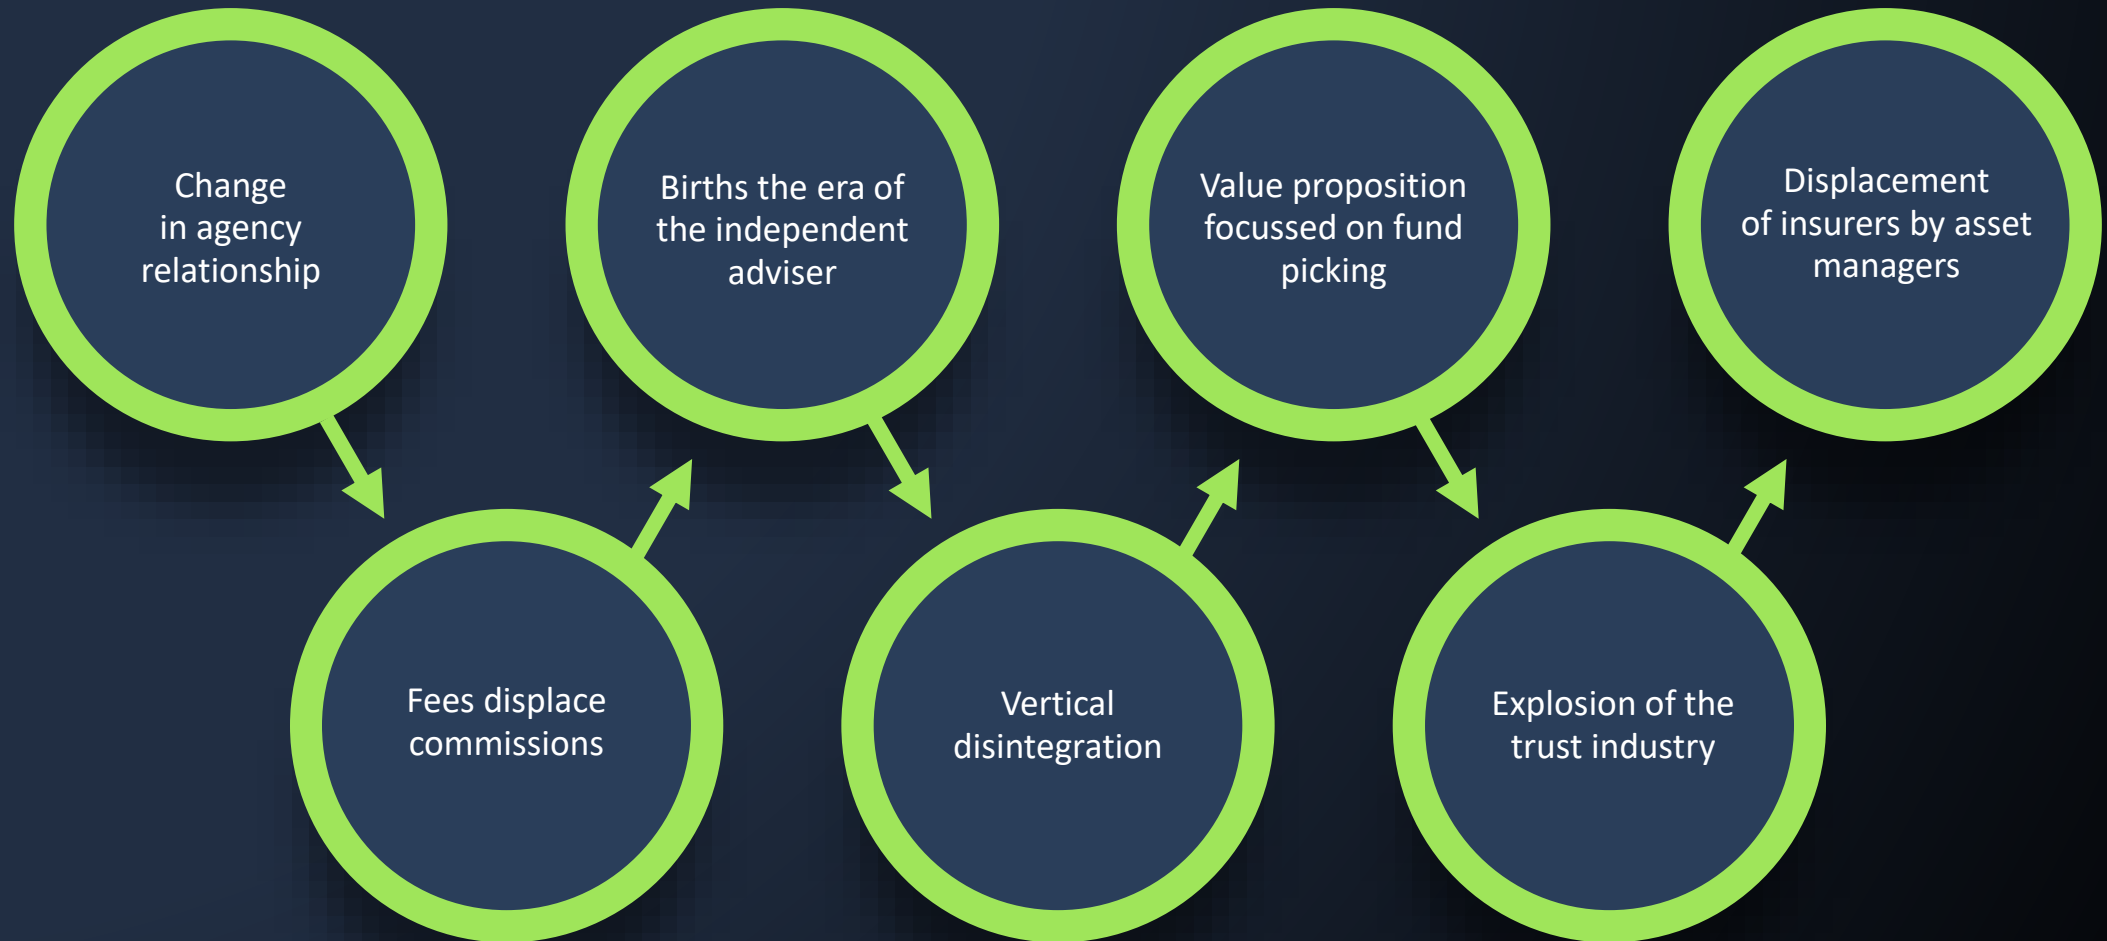 Change
in agency
relationship
Fees displace
commissions
Births the era of
the independent
adviser
Vertical
disintegration
Value proposition
focussed on fund
picking
Explosion of the
trust industry
Displacement
of insurers by asset
managers